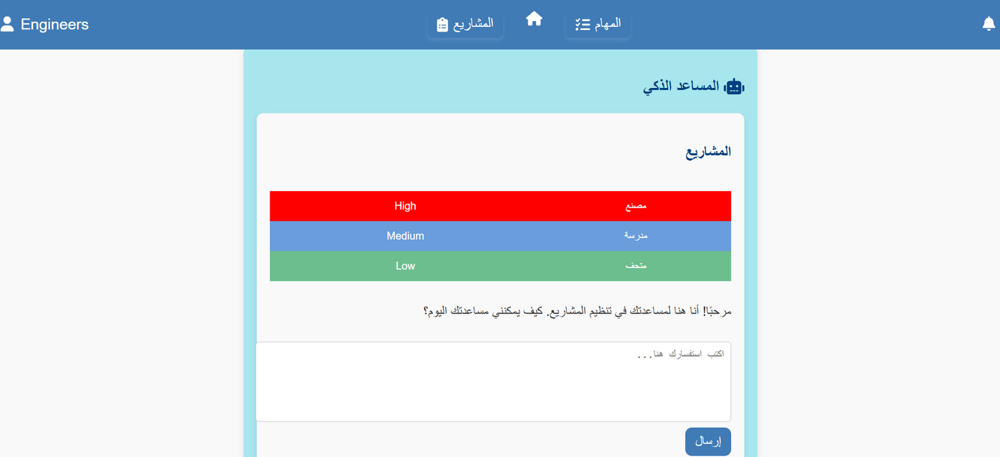 Engineers
المشاريع
المهام
المساعد الذكي
المشاريع
مصنع High
مدرسة Medium
متحف Low
مرحبًا! أنا هنا لمساعدتك في تنظيم المشاريع. كيف يمكنني مساعدتك اليوم؟
اكتب استفسارك هنا...
إرسال